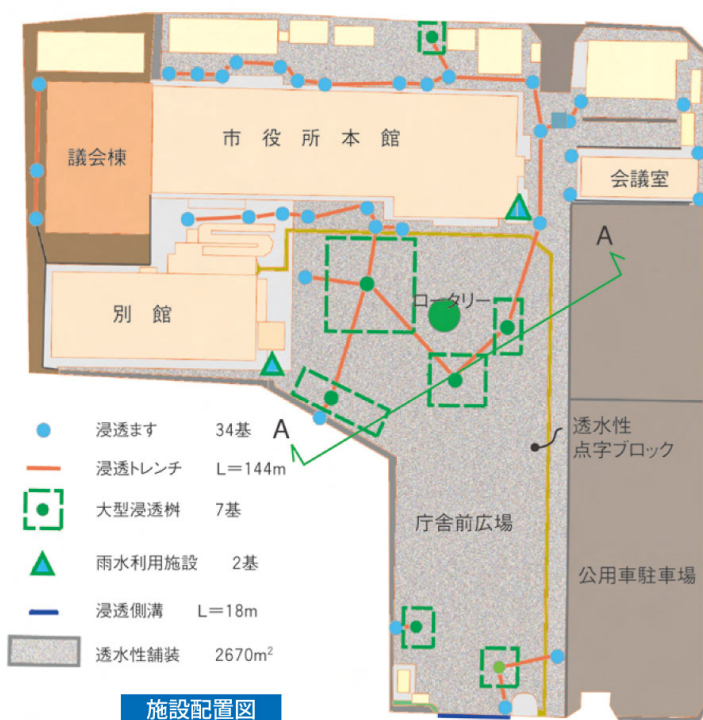 市役所本館
議会棟
会議室
A
別館
ロータリー
浸透ます 34基
A
透水性
点字ブロック
浸透トレンチ L=144m
大型浸透桝 7基
庁舎前広場
雨水利用施設 2基
公用車駐車場
浸透側溝 L=18m
透水性舗装 2670m²
施設配置図